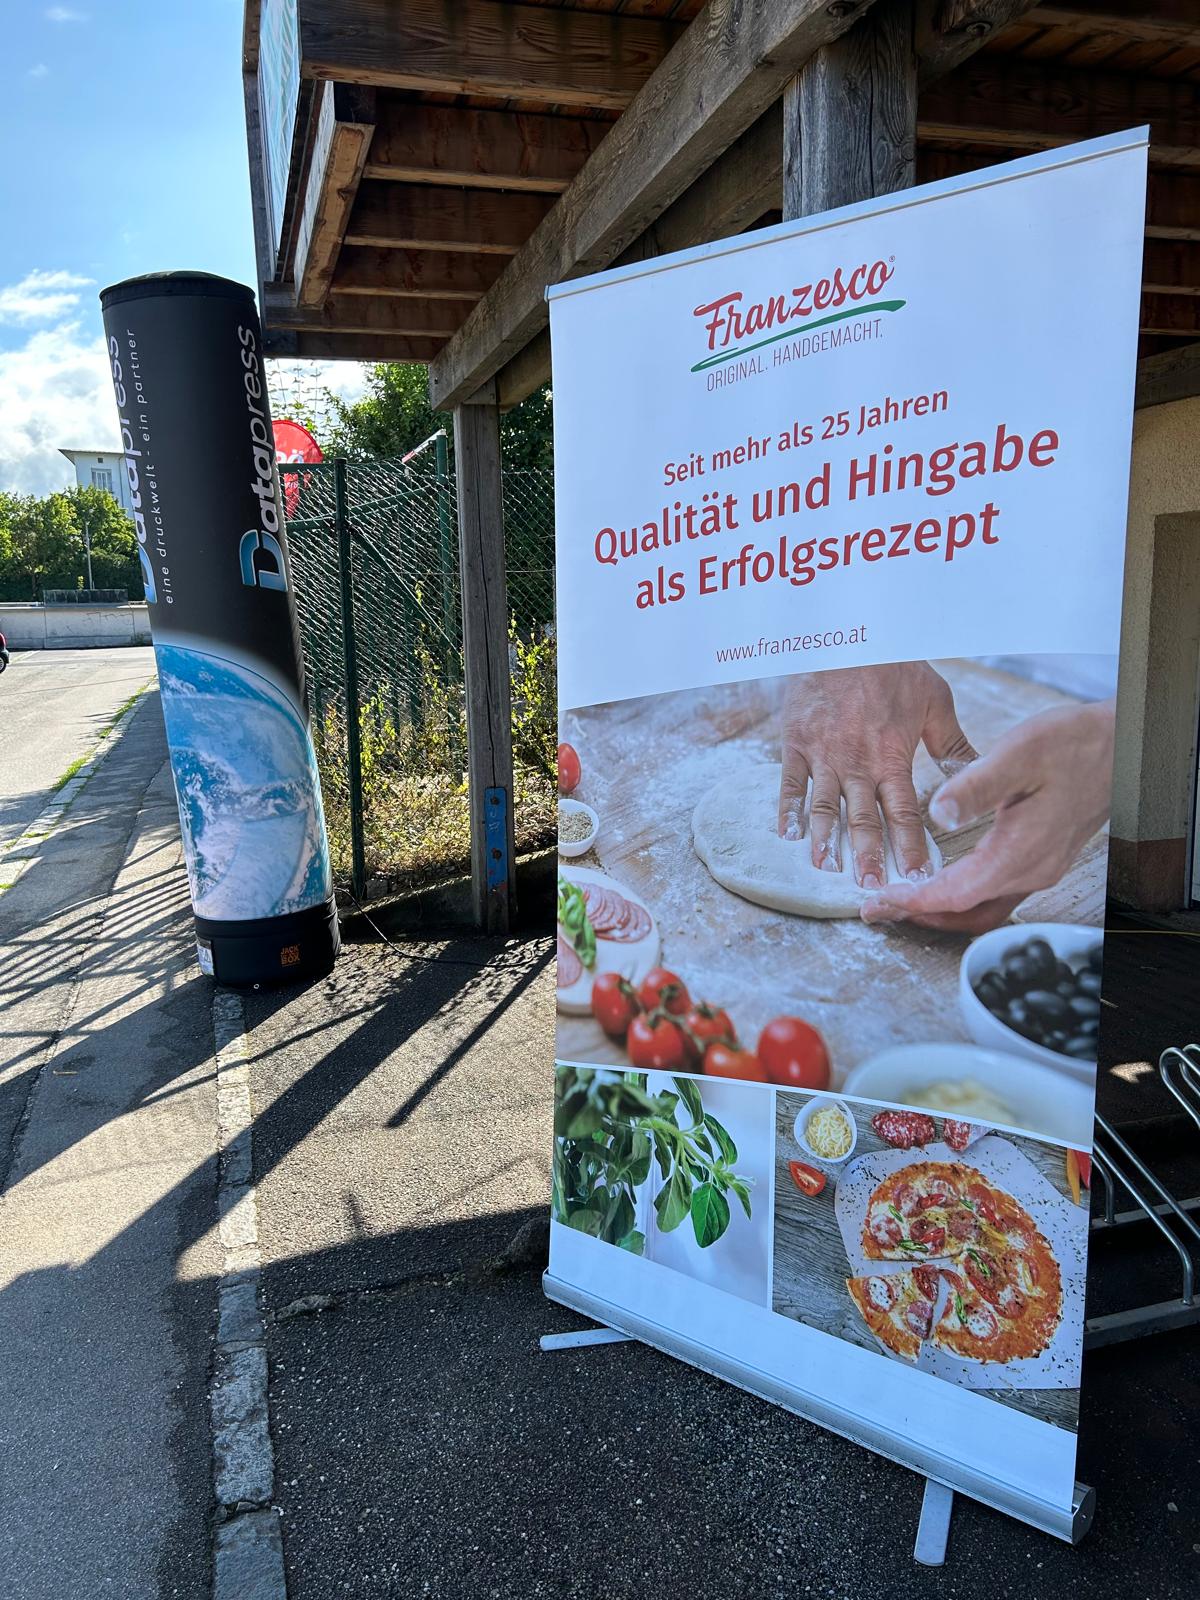 Franzesco®
ORIGINAL. HANDGEMACHT.
Seit mehr als 25 Jahren
Qualität und Hingabe
als Erfolgsrezept
www.franzesco.at
Datapress
eine druckwelt - ein partner
Datapress
JACK
BOX